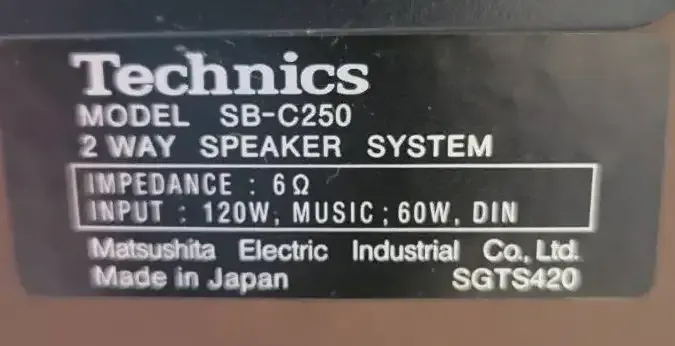 Technics
MODEL SB-C250
2 WAY SPEAKER SYSTEM
IMPEDANCE : 6Ω
INPUT : 120W, MUSIC ; 60W, DIN
Matsushita Electric Industrial Co., Ltd.
Made in Japan SGTS420